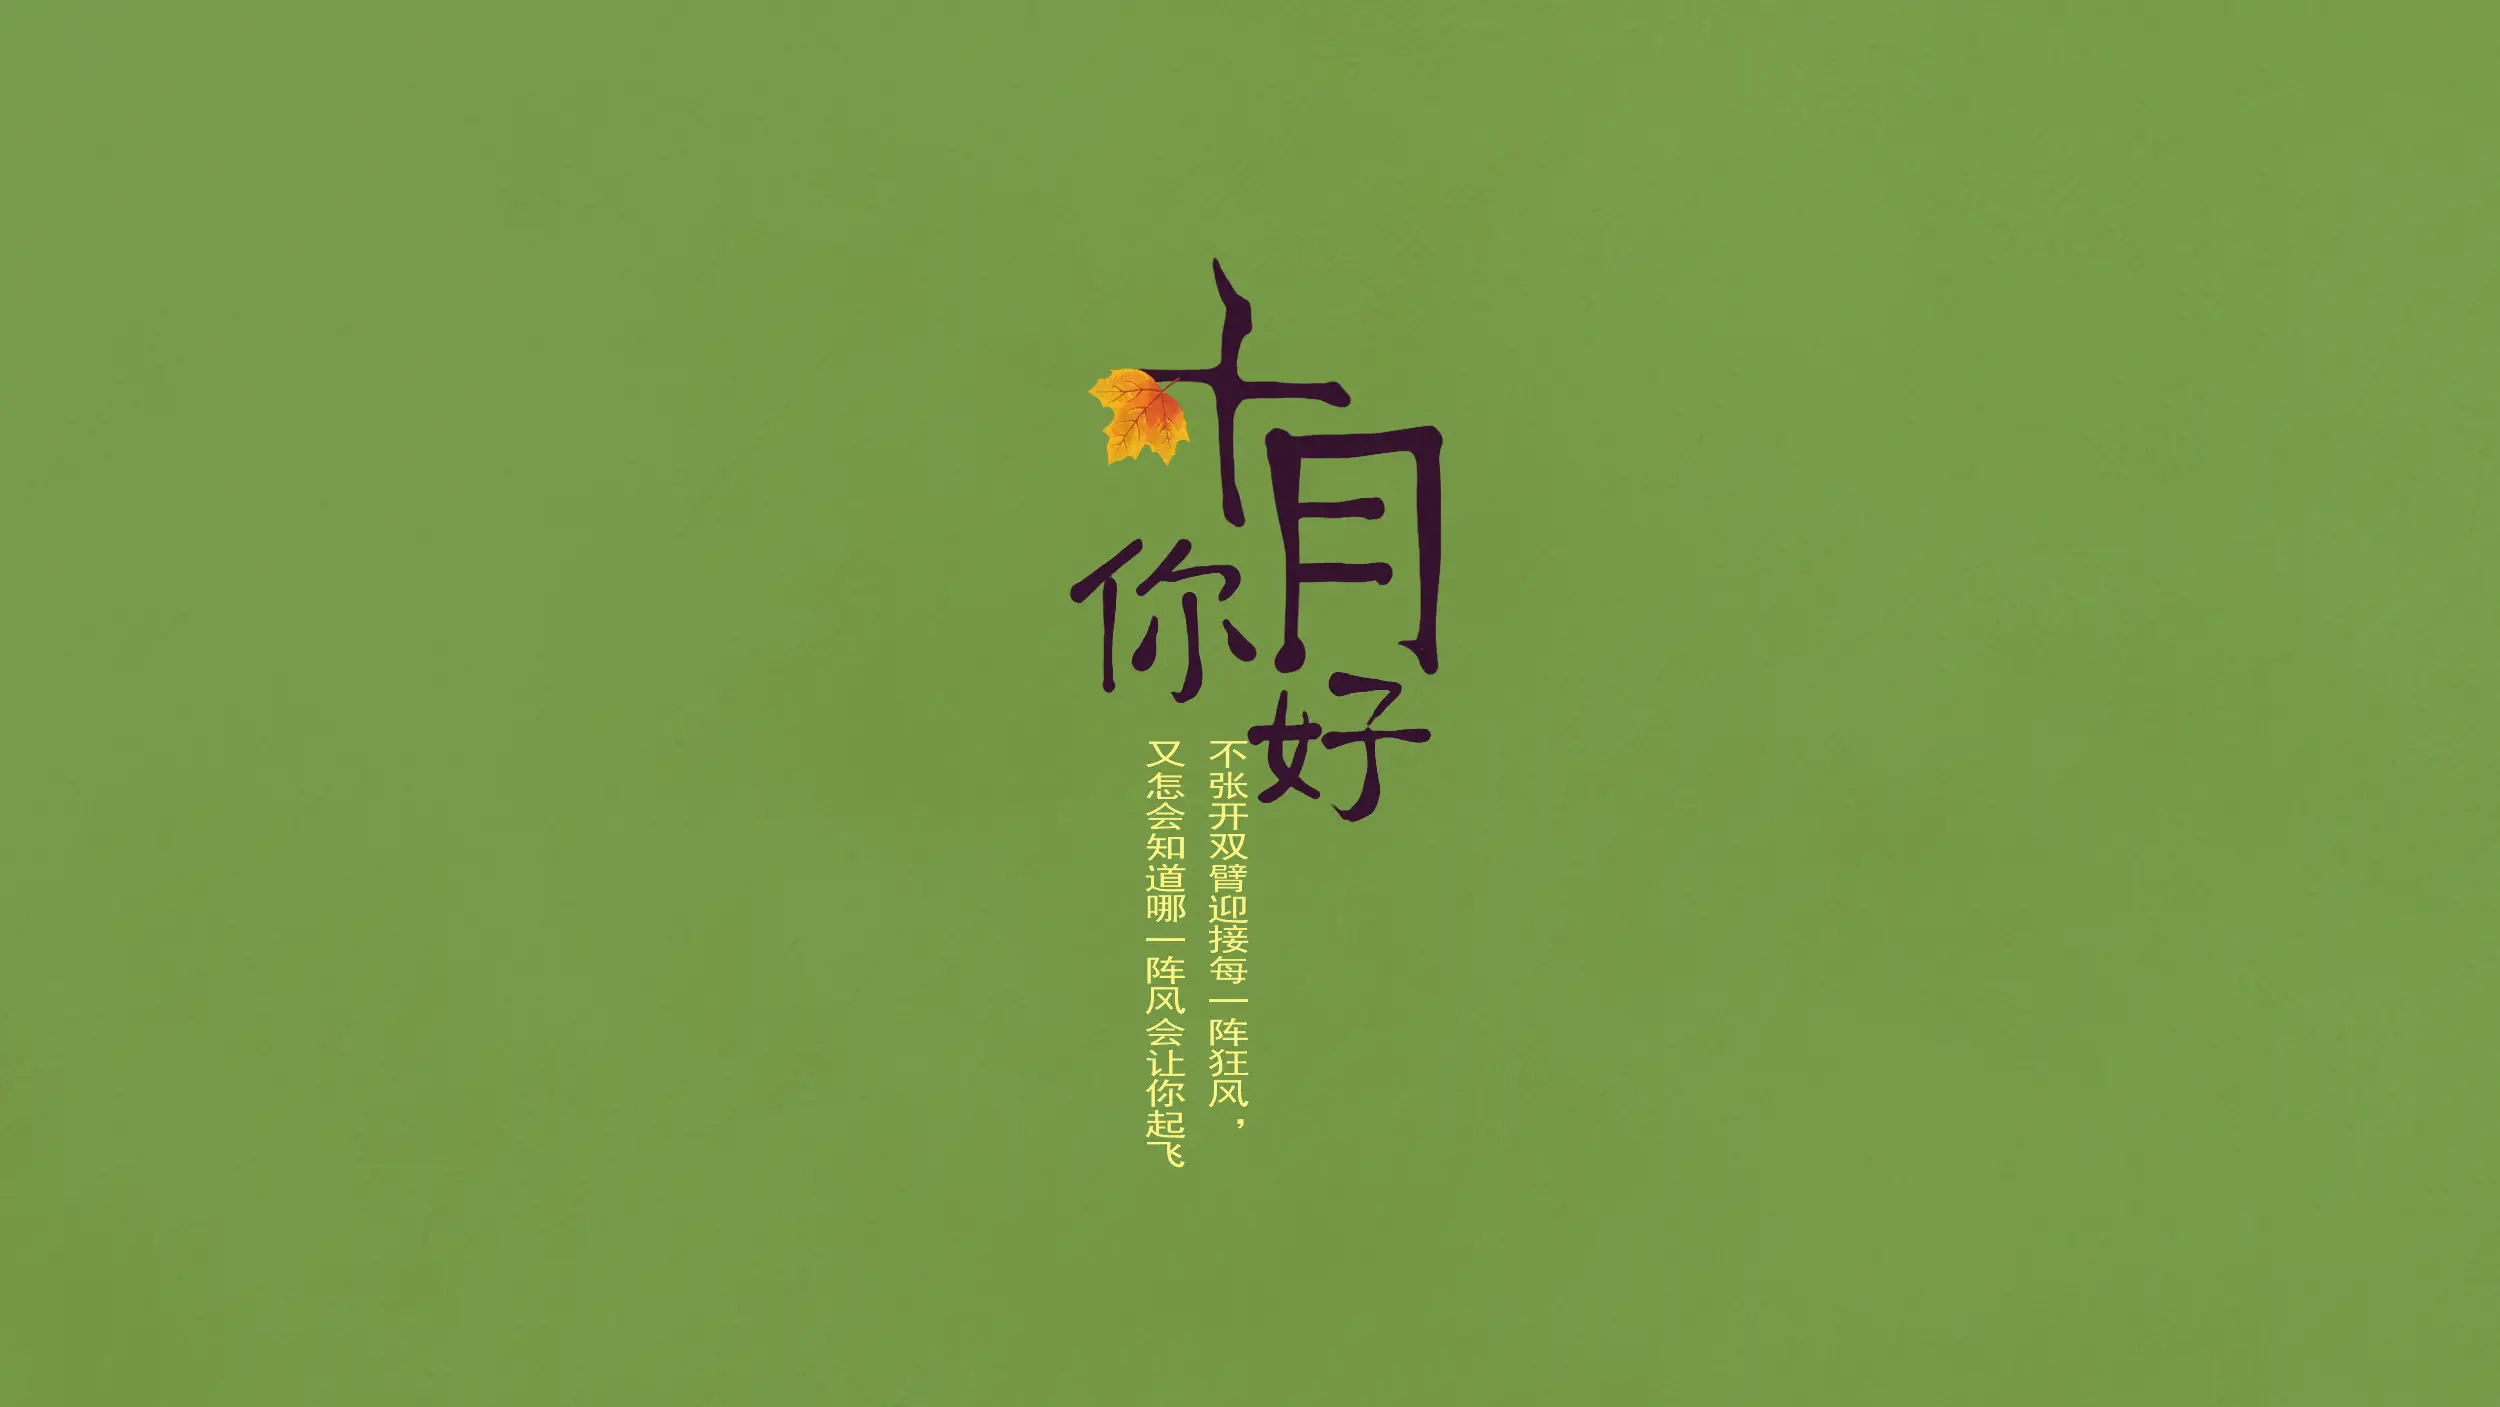 十月
你好
不张开双臂迎接每一阵狂风，
又怎会知道哪一阵风会让你起飞